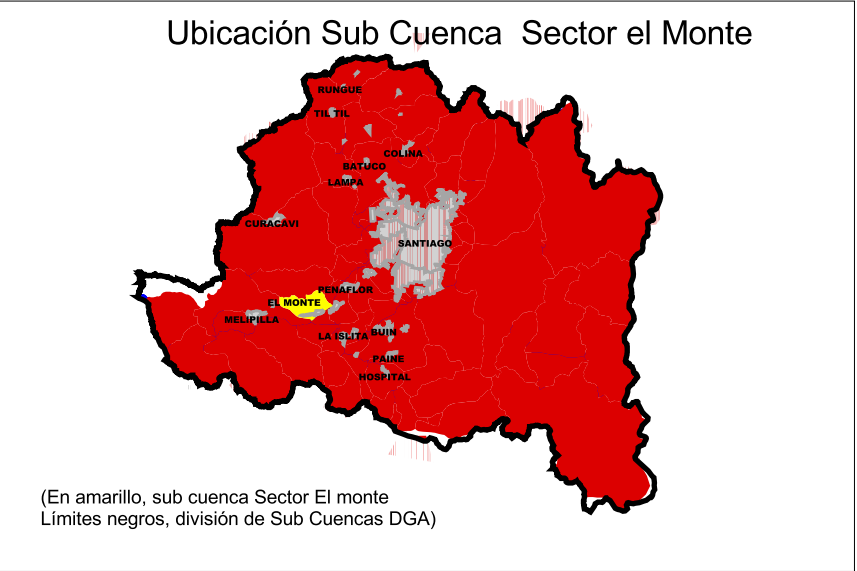 Ubicación Sub Cuenca  Sector el Monte
RUNGUE
TIL TIL
COLINA
BATUCO
LAMPA
CURACAVI
SANTIAGO
PENAFLOR
EL MONTE
MELIPILLA
LA ISLITA
BUIN
PAINE
HOSPITAL
(En amarillo, sub cuenca Sector El monte
Límites negros, división de Sub Cuencas DGA)